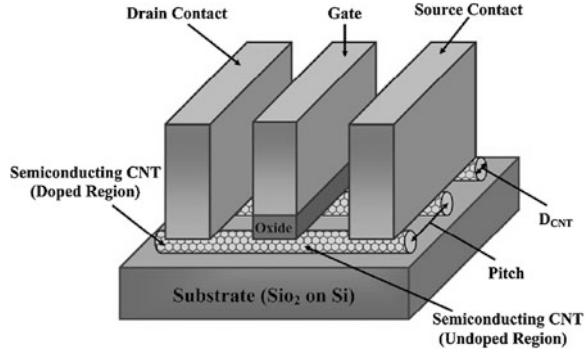 Drain Contact
Gate
Source Contact
Semiconducting CNT
(Doped Region)
Oxide
D_CNT
Pitch
Substrate (Sio₂ on Si)
Semiconducting CNT
(Undoped Region)